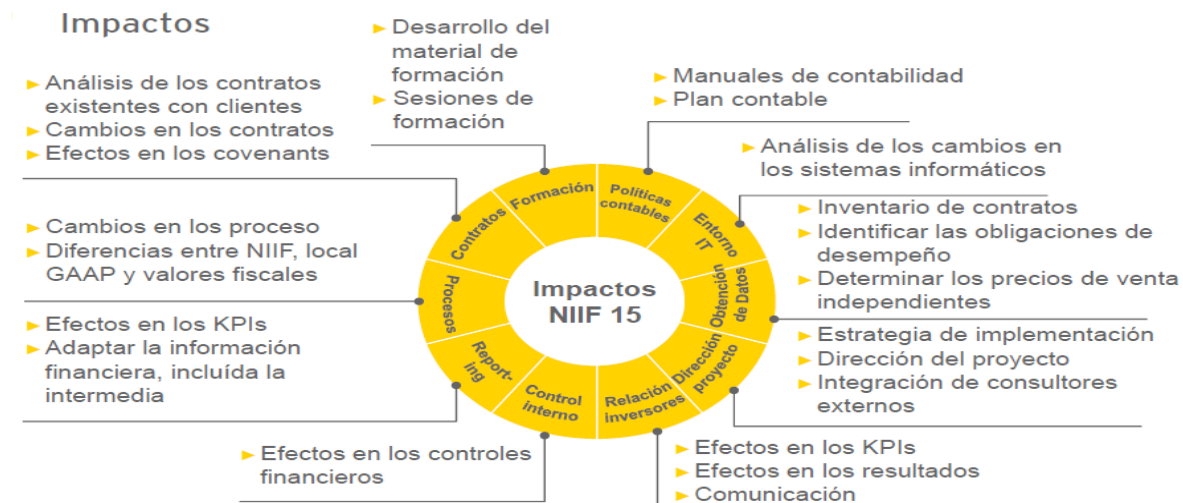 Impactos
► Desarrollo del
material de
formación
► Sesiones de
formación
► Manuales de contabilidad
► Plan contable
► Análisis de los contratos
existentes con clientes
► Cambios en los contratos
► Efectos en los covenants
► Análisis de los cambios en
los sistemas informáticos
► Cambios en los proceso
► Diferencias entre NIIF, local
GAAP y valores fiscales
► Inventario de contratos
► Identificar las obligaciones de
desempeño
► Determinar los precios de venta
independientes
► Efectos en los KPIs
► Adaptar la información
financiera, incluída la
intermedia
► Estrategia de implementación
► Dirección del proyecto
► Integración de consultores
externos
► Efectos en los controles
financieros
► Efectos en los KPIs
► Efectos en los resultados
► Comunicación
Formación
Políticas
contables
Entorno
IT
Obtención
de Datos
Dirección
proyecto
Relación
inversores
Control
interno
Report-
ing
Procesos
Contratos
Impactos
NIIF 15